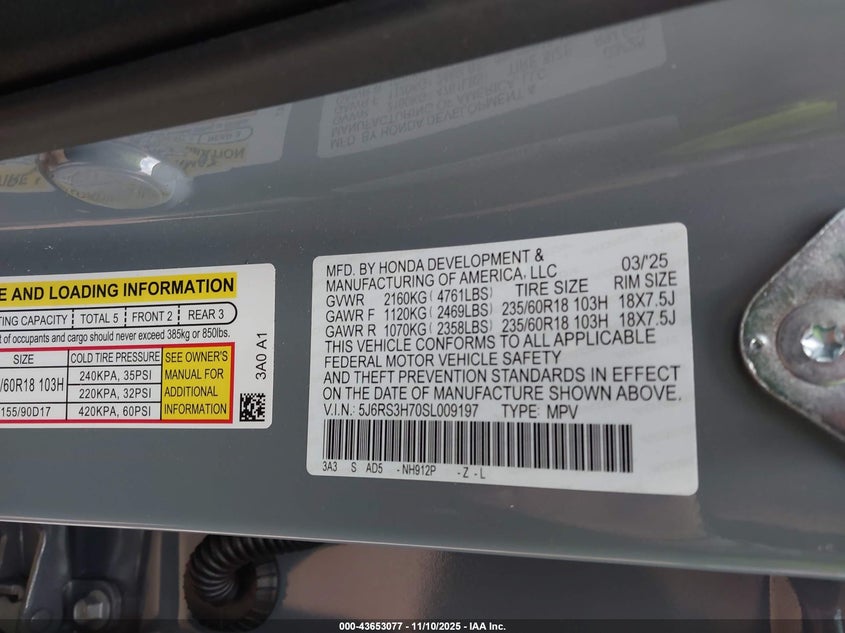 E AND LOADING INFORMATION
TING CAPACITY TOTAL 5 FRONT 2 REAR 3
t of occupants and cargo should never exceed 385kg or 850lbs.
SIZE COLD TIRE PRESSURE SEE OWNER'S MANUAL FOR ADDITIONAL INFORMATION
/60R18 103H 240KPA, 35PSI
220KPA, 32PSI
155/90D17 420KPA, 60PSI
3A0 A1
MFD. BY HONDA DEVELOPMENT & 03/'25
MANUFACTURING OF AMERICA, LLC
TIRE SIZE RIM SIZE
GVWR 2160KG ( 4761LBS)
GAWR F 1120KG ( 2469LBS) 235/60R18 103H 18X7.5J
GAWR R 1070KG ( 2358LBS) 235/60R18 103H 18X7.5J
THIS VEHICLE CONFORMS TO ALL APPLICABLE
FEDERAL MOTOR VEHICLE SAFETY
AND THEFT PREVENTION STANDARDS IN EFFECT
ON THE DATE OF MANUFACTURE SHOWN ABOVE.
V.I.N.: 5J6RS3H70SL009197 TYPE: MPV
3A3 S AD5 -NH912P -Z-L
000-43653077 - 11/10/2025 - IAA Inc.